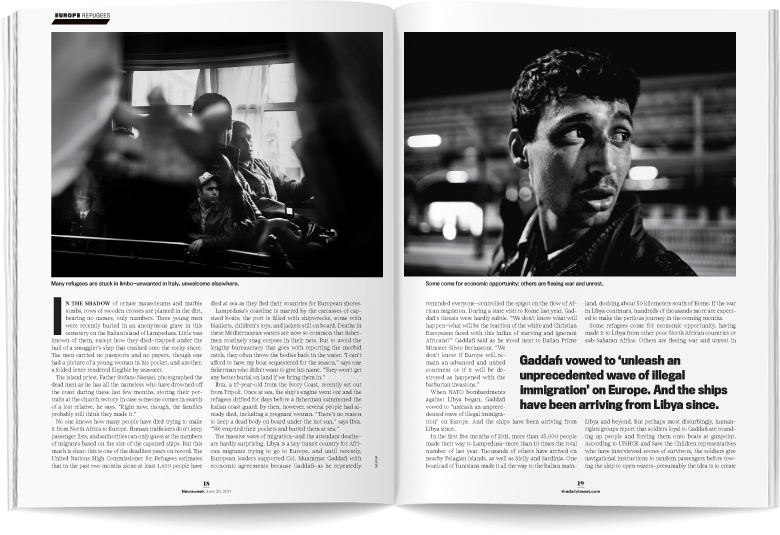 EUROPE REFUGEES
Many refugees are stuck in limbo—unwanted in Italy, unwelcome elsewhere.
Some come for economic opportunity; others are fleeing war and unrest.
IN THE SHADOW of ornate mausoleums and marble
tombs, rows of wooden crosses are planted in the dirt,
bearing no names, only numbers. Three young men
were recently buried in an anonymous grave in this
cemetery on the Italian island of Lampedusa. Little was
known of them, except how they died—trapped under the
hull of a smuggler's ship that crashed onto the rocky shore.
The men carried no passports and no papers, though one
had a picture of a young woman in his pocket, and another,
a folded letter rendered illegible by seawater.
The island priest, Father Stefano Nastasi, photographed the
dead men as he has all the nameless who have drowned off
the coast during these last few months, storing their por-
traits at the church rectory in case someone comes in search
of a lost relative, he says. "Right now, though, the families
probably still think they made it."
No one knows how many people have died trying to make
it from North Africa to Europe. Human traffickers don't keep
passenger lists, and authorities can only guess at the numbers
of migrants based on the size of the capsized ships. But this
much is clear: this is one of the deadliest years on record. The
United Nations High Commissioner for Refugees estimates
that in the past two months alone at least 1,600 people have
died at sea as they fled their countries for European shores.
Lampedusa's coastline is marred by the carcasses of cap-
sized boats; the port is filled with shipwrecks, some with
blankets, children's toys, and jackets still on board. Deaths in
these Mediterranean waters are now so common that fisher-
men routinely snag corpses in their nets. But to avoid the
lengthy bureaucracy that goes with reporting the morbid
catch, they often throw the bodies back in the water. "I can't
afford to have my boat sequestered for the season," says one
fisherman who didn't want to give his name. "They won't get
any better burial on land if we bring them in."
Ibra, a 17-year-old from the Ivory Coast, recently set out
from Tripoli. Once at sea, the ship's engine went out and the
refugees drifted for days before a fisherman summoned the
Italian coast guard. By then, however, several people had al-
ready died, including a pregnant woman. "There's no reason
to keep a dead body on board under the hot sun," says Ibra.
"We emptied their pockets and buried them at sea."
The massive wave of migration—and the attendant deaths—
are hardly surprising. Libya is a key transit country for Afri-
can migrants trying to go to Europe, and until recently,
European leaders supported Col. Muammar Gaddafi with
economic agreements because Gaddafi—as he repeatedly
reminded everyone—controlled the spigot on the flow of Af-
rican migration. During a state visit to Rome last year, Gad-
dafi's threats were hardly subtle. "We don't know what will
happen—what will be the reaction of the white and Christian
Europeans faced with this influx of starving and ignorant
Africans?" Gaddafi said as he stood next to Italian Prime
Minister Silvio Berlusconi. "We
don't know if Europe will re-
main an advanced and united
continent or if it will be de-
stroyed as happened with the
barbarian invasions."
When NATO bombardments
against Libya began, Gaddafi
vowed to "unleash an unprece-
dented wave of illegal immigra-
tion" on Europe. And the ships have been arriving from
Libya since.
In the first five months of 2011, more than 45,000 people
made their way to Lampedusa—more than 10 times the total
number of last year. Thousands of others have arrived on
nearby Pelagian islands, as well as Sicily and Sardinia. One
boatload of Tunisians made it all the way to the Italian main-
land, docking about 50 kilometers south of Rome. If the war
in Libya continues, hundreds of thousands more are expect-
ed to make the perilous journey in the coming months.
Some refugees come for economic opportunity, having
made it to Libya from other poor North African countries or
sub-Saharan Africa. Others are fleeing war and unrest in
Gaddafi vowed to 'unleash an
unprecedented wave of illegal
immigration' on Europe. And the ships
have been arriving from Libya since.
Libya and beyond. But perhaps most disturbingly, human-
rights groups report that soldiers loyal to Gaddafi are round-
ing up people and forcing them onto boats at gunpoint.
According to UNHCR and Save the Children representatives
who have interviewed scores of survivors, the soldiers give
navigational instructions to random passengers before tow-
ing the ship to open waters—presumably the idea is to create
18
Newsweek June 20, 2011
19
thedailybeast.com